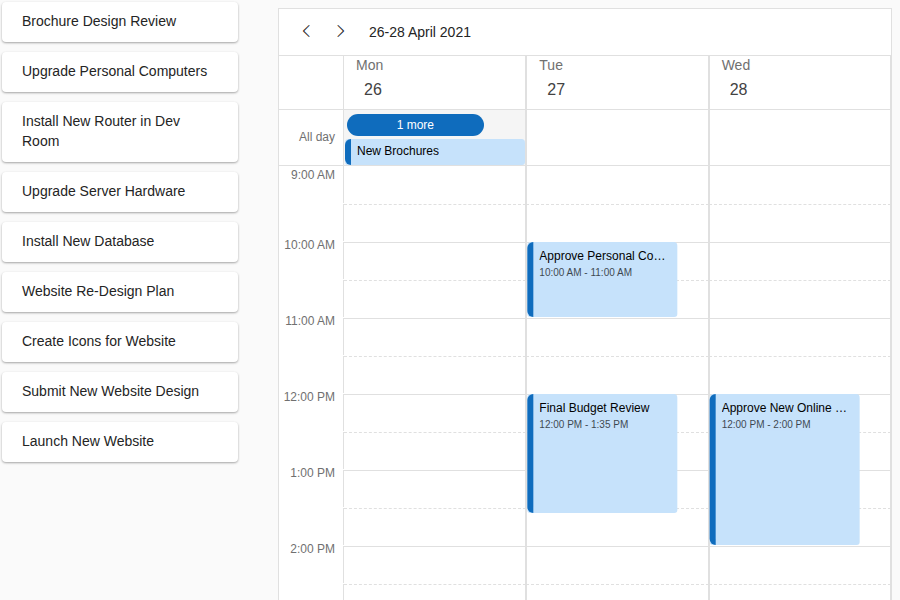 Brochure Design Review
Upgrade Personal Computers
Install New Router in Dev
Room
Upgrade Server Hardware
Install New Database
Website Re-Design Plan
Create Icons for Website
Submit New Website Design
Launch New Website
26-28 April 2021
Mon
26
Tue
27
Wed
28
All day
1 more
New Brochures
9:00 AM
10:00 AM
11:00 AM
12:00 PM
1:00 PM
2:00 PM
Approve Personal Co…
10:00 AM - 11:00 AM
Final Budget Review
12:00 PM - 1:35 PM
Approve New Online …
12:00 PM - 2:00 PM